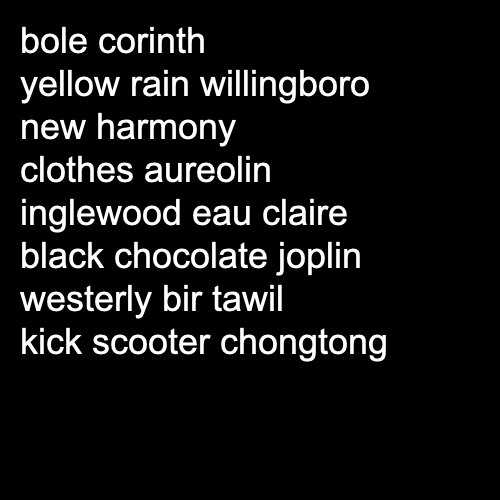 bole corinth
yellow rain willingboro
new harmony
clothes aureolin
inglewood eau claire
black chocolate joplin
westerly bir tawil
kick scooter chongtong